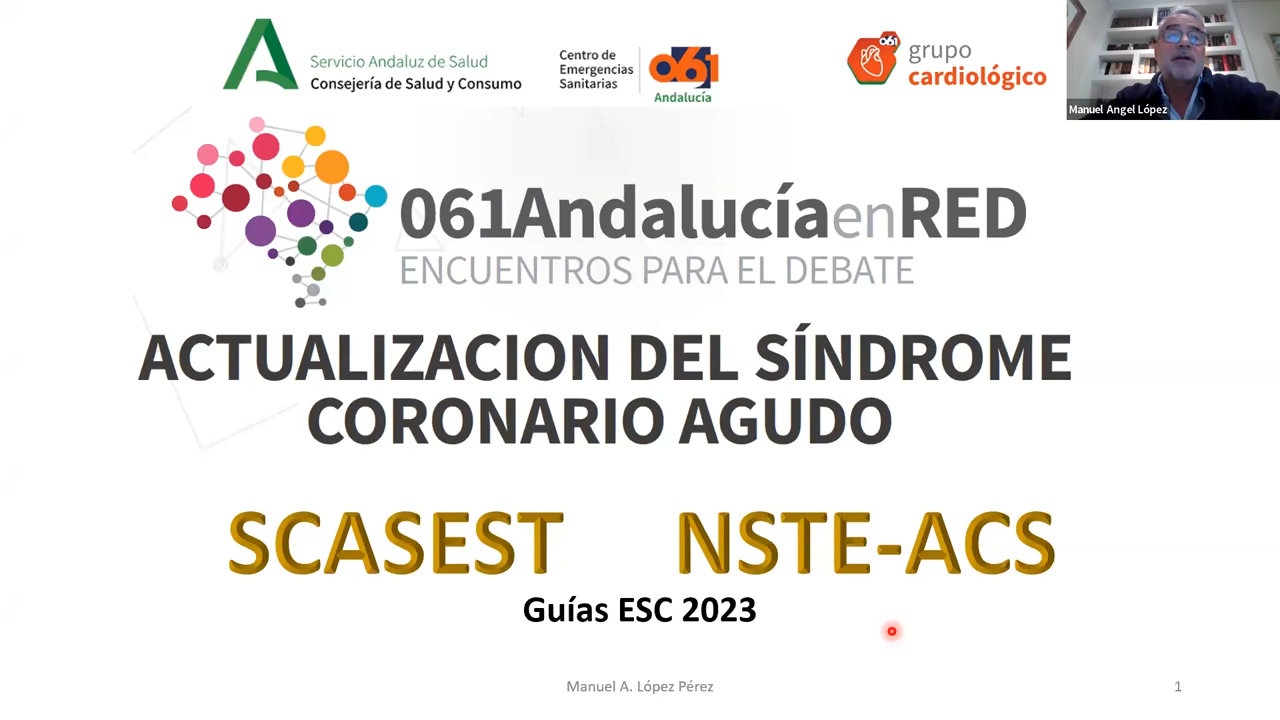 Servicio Andaluz de Salud
Consejería de Salud y Consumo
Centro de
Emergencias
Sanitarias
061
Andalucía
061
grupo
cardiológico
Manuel Angel López
061AndalucíaenRED
ENCUENTROS PARA EL DEBATE
ACTUALIZACION DEL SÍNDROME
CORONARIO AGUDO
SCASEST NSTE-ACS
Guías ESC 2023
Manuel A. López Pérez
1